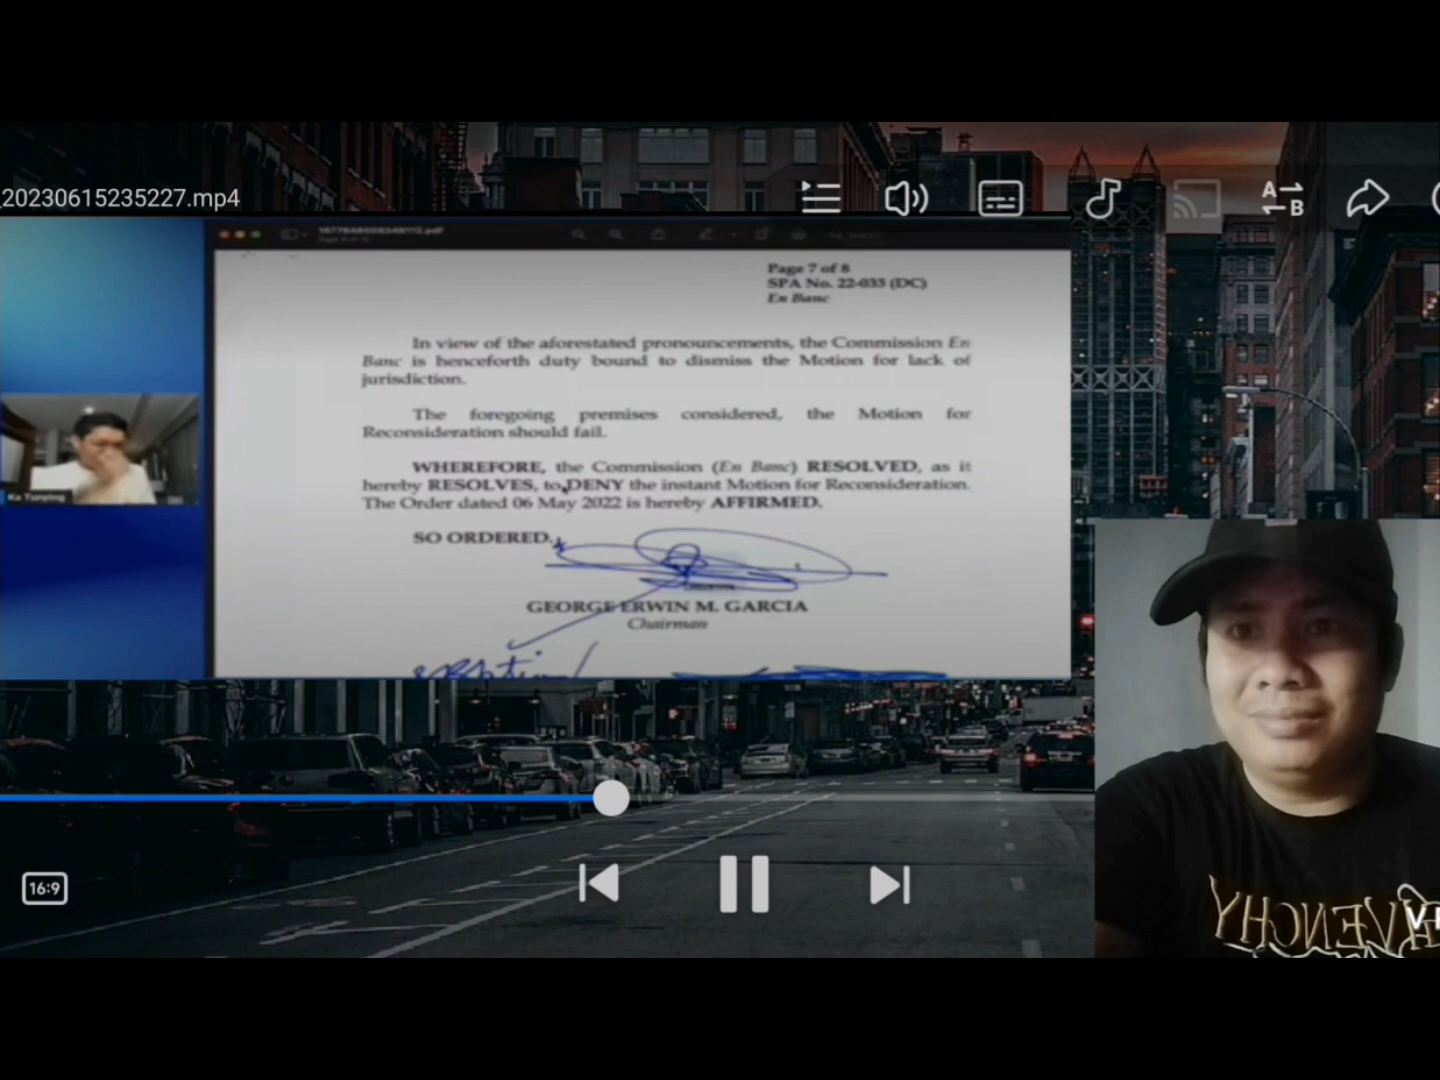 _20230615235227.mp4
A
B
Page 7 of 8
SPA No. 22-033 (DC)
En Banc
In view of the aforestated pronouncements, the Commission En
Banc is henceforth duty bound to dismiss the Motion for lack of
jurisdiction.
The foregoing premises considered, the Motion for
Reconsideration should fail.
WHEREFORE, the Commission (En Banc) RESOLVED, as it
hereby RESOLVES, to DENY the instant Motion for Reconsideration.
The Order dated 06 May 2022 is hereby AFFIRMED.
SO ORDERED.
GEORGE ERWIN M. GARCIA
Chairman
Ka Tunying
16:9